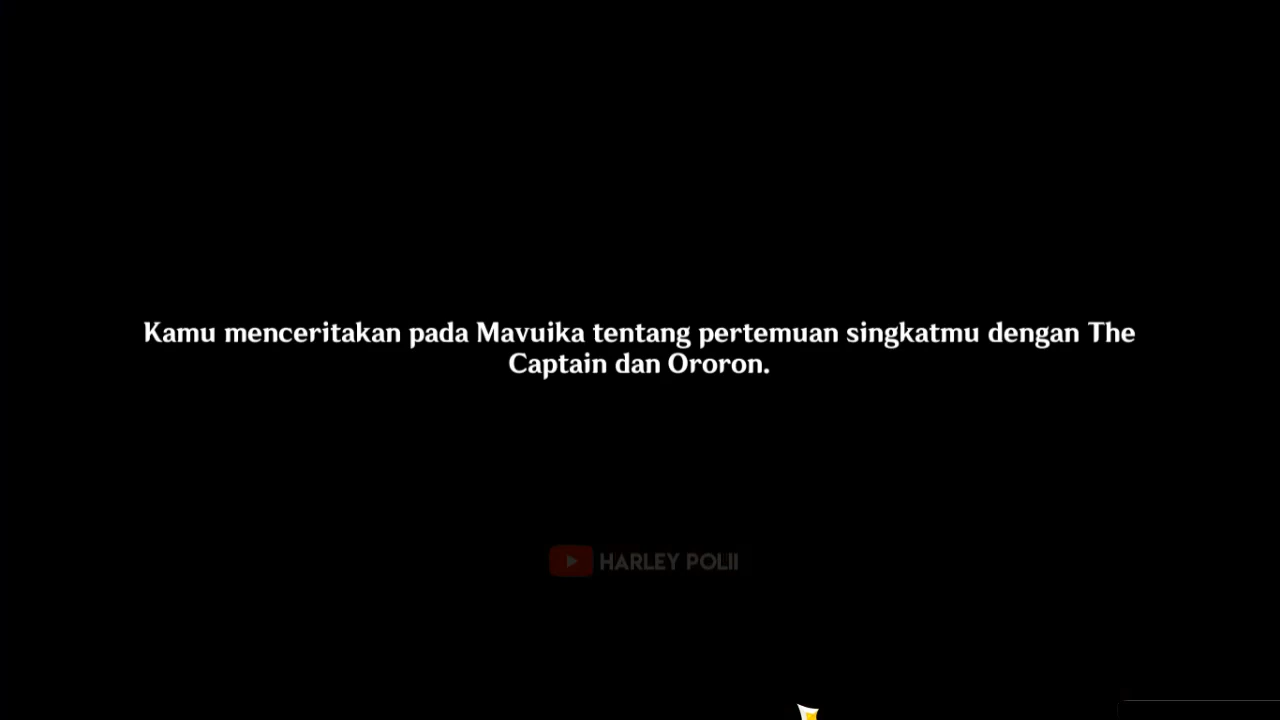 Kamu menceritakan pada Mavuika tentang pertemuan singkatmu dengan The
Captain dan Ororon.
HARLEY POLII